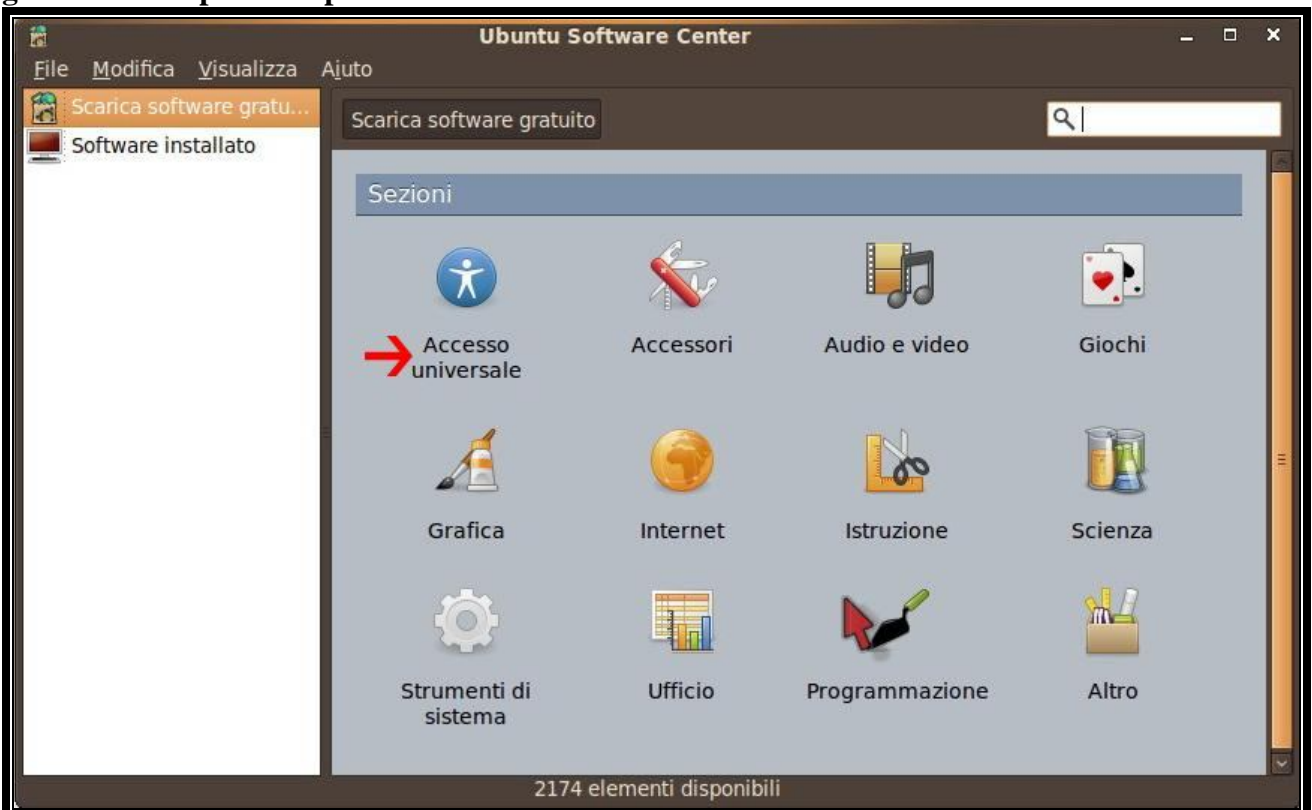 Ubuntu Software Center
File Modifica Visualizza Aiuto
Scarica software gratu...
Software installato
Scarica software gratuito
Sezioni
Accesso universale
Accessori
Audio e video
Giochi
Grafica
Internet
Istruzione
Scienza
Strumenti di sistema
Ufficio
Programmazione
Altro
2174 elementi disponibili